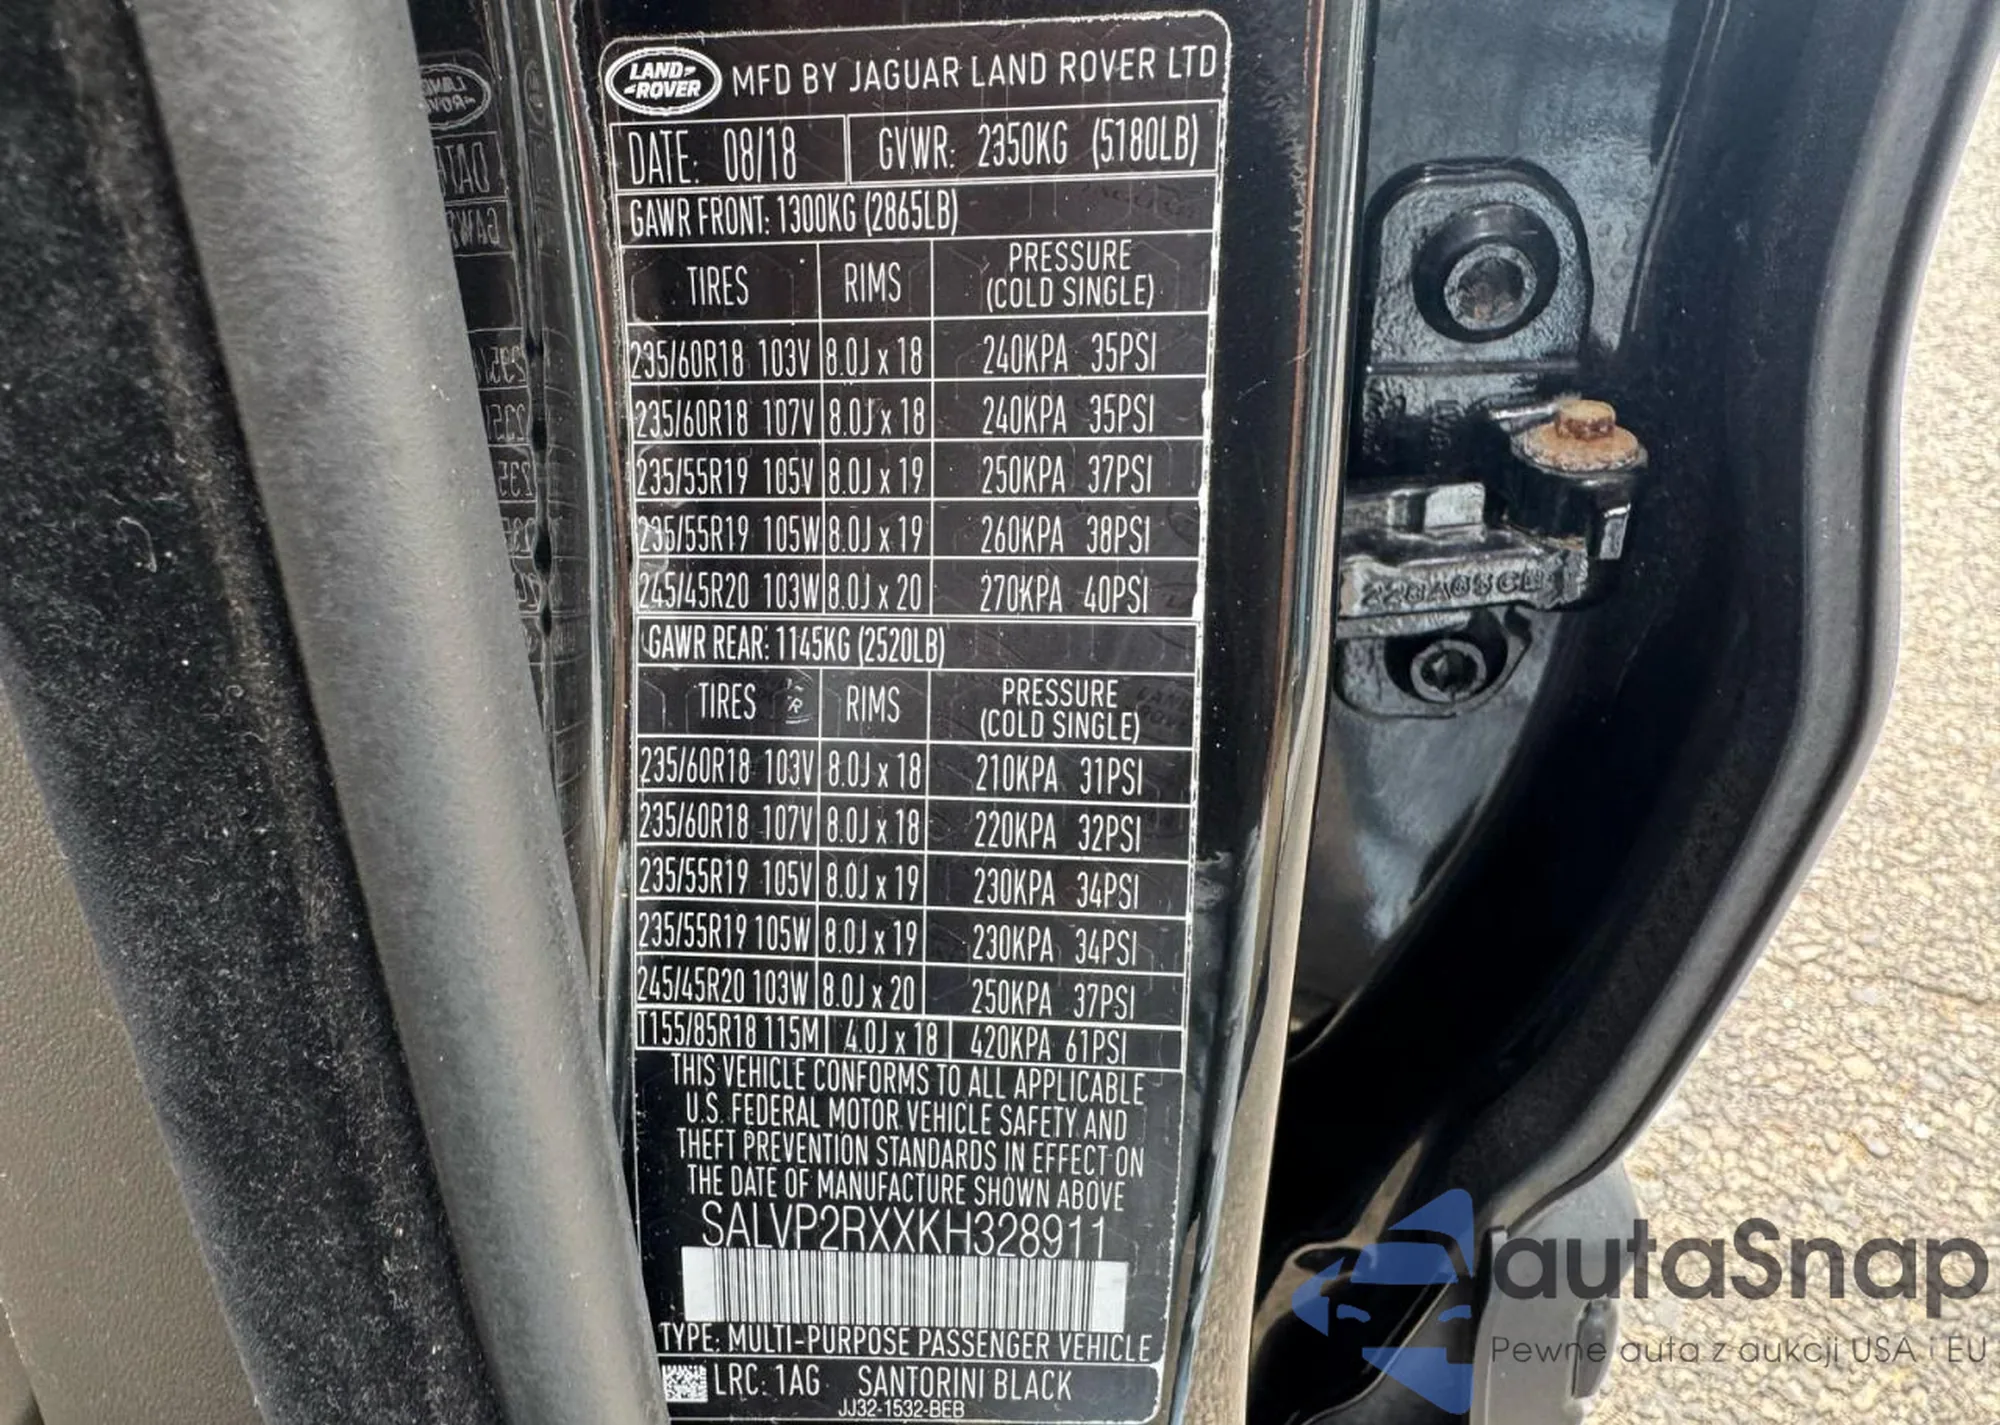 LAND ROVER MFD BY JAGUAR LAND ROVER LTD
DATE: 08/18 GVWR: 2350KG (5180LB)
GAWR FRONT: 1300KG (2865LB)
TIRES RIMS PRESSURE (COLD SINGLE)
235/60R18 103V 8.0J x 18 240KPA 35PSI
235/60R18 107V 8.0J x 18 240KPA 35PSI
235/55R19 105V 8.0J x 19 250KPA 37PSI
235/55R19 105W 8.0J x 19 260KPA 38PSI
245/45R20 103W 8.0J x 20 270KPA 40PSI
GAWR REAR: 1145KG (2520LB)
TIRES RIMS PRESSURE (COLD SINGLE)
235/60R18 103V 8.0J x 18 210KPA 31PSI
235/60R18 107V 8.0J x 18 220KPA 32PSI
235/55R19 105V 8.0J x 19 230KPA 34PSI
235/55R19 105W 8.0J x 19 230KPA 34PSI
245/45R20 103W 8.0J x 20 250KPA 37PSI
T155/85R18 115M 4.0J x 18 420KPA 61PSI
THIS VEHICLE CONFORMS TO ALL APPLICABLE
U.S. FEDERAL MOTOR VEHICLE SAFETY AND
THEFT PREVENTION STANDARDS IN EFFECT ON
THE DATE OF MANUFACTURE SHOWN ABOVE
SALVP2RXXKH328911
TYPE: MULTI-PURPOSE PASSENGER VEHICLE
LRC: 1AG SANTORINI BLACK
JJ32-1532-BEB
autoSnap
Pewne auta z aukcji USA i EU